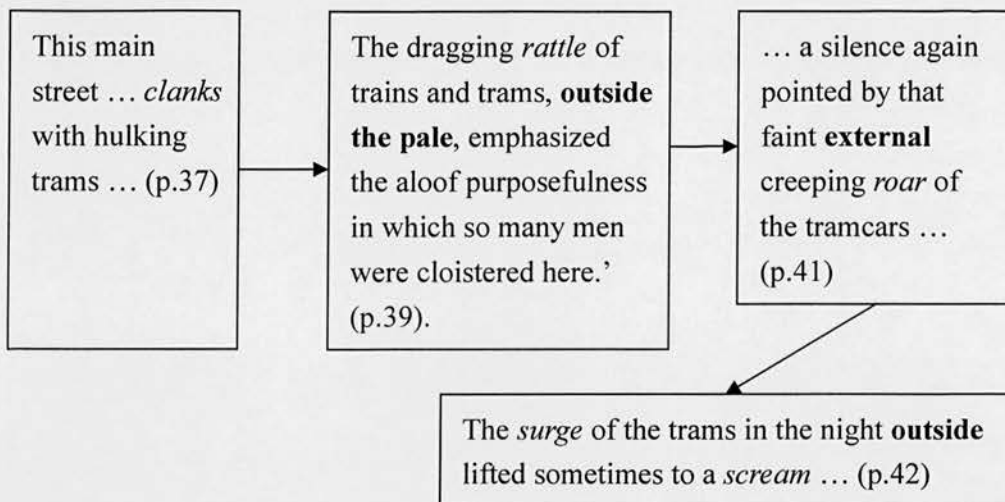 This main
street … clanks
with hulking
trams … (p.37)
The dragging rattle of
trains and trams, outside
the pale, emphasized
the aloof purposefulness
in which so many men
were cloistered here.’
(p.39).
… a silence again
pointed by that
faint external
creeping roar of
the tramcars …
(p.41)
The surge of the trams in the night outside
lifted sometimes to a scream … (p.42)